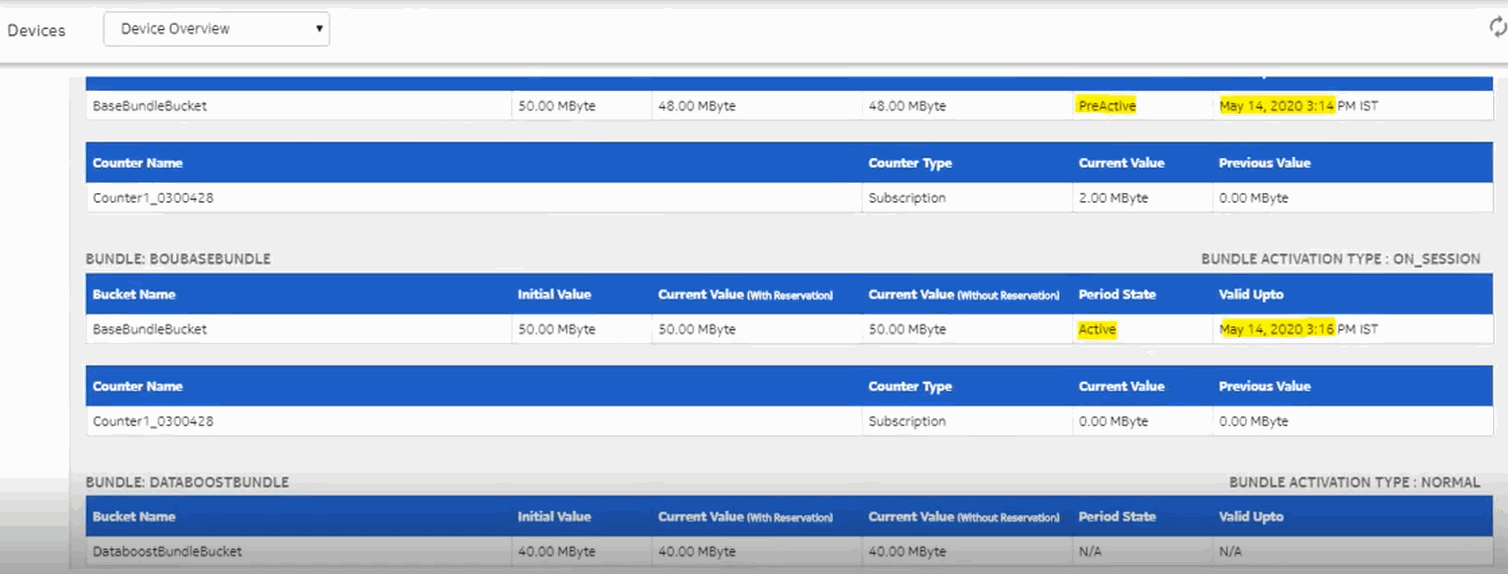 Devices Device Overview
BaseBundleBucket 50.00 MByte 48.00 MByte 48.00 MByte PreActive May 14, 2020 3:14 PM IST
Counter Name Counter Type Current Value Previous Value
Counter1_0300428 Subscription 2.00 MByte 0.00 MByte
BUNDLE: BOUBASEBUNDLE BUNDLE ACTIVATION TYPE : ON_SESSION
Bucket Name Initial Value Current Value (With Reservation) Current Value (Without Reservation) Period State Valid Upto
BaseBundleBucket 50.00 MByte 50.00 MByte 50.00 MByte Active May 14, 2020 3:16 PM IST
Counter Name Counter Type Current Value Previous Value
Counter1_0300428 Subscription 0.00 MByte 0.00 MByte
BUNDLE: DATABOOSTBUNDLE BUNDLE ACTIVATION TYPE : NORMAL
Bucket Name Initial Value Current Value (With Reservation) Current Value (Without Reservation) Period State Valid Upto
DataboostBundleBucket 40.00 MByte 40.00 MByte 40.00 MByte N/A N/A